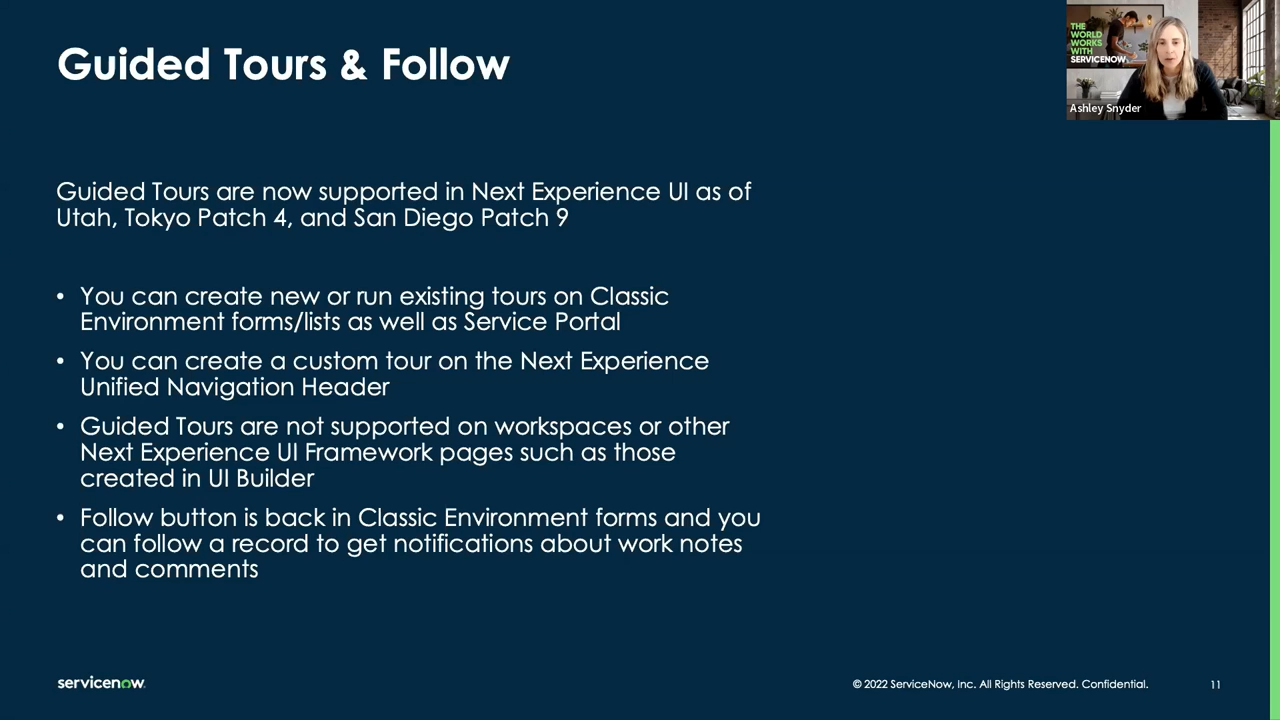 Guided Tours & Follow
THE
WORLD
WORKS
WITH
SERVICENOW
Ashley Snyder
Guided Tours are now supported in Next Experience UI as of
Utah, Tokyo Patch 4, and San Diego Patch 9
• You can create new or run existing tours on Classic
Environment forms/lists as well as Service Portal
• You can create a custom tour on the Next Experience
Unified Navigation Header
• Guided Tours are not supported on workspaces or other
Next Experience UI Framework pages such as those
created in UI Builder
• Follow button is back in Classic Environment forms and you
can follow a record to get notifications about work notes
and comments
servicenow
© 2022 ServiceNow, Inc. All Rights Reserved. Confidential.
11